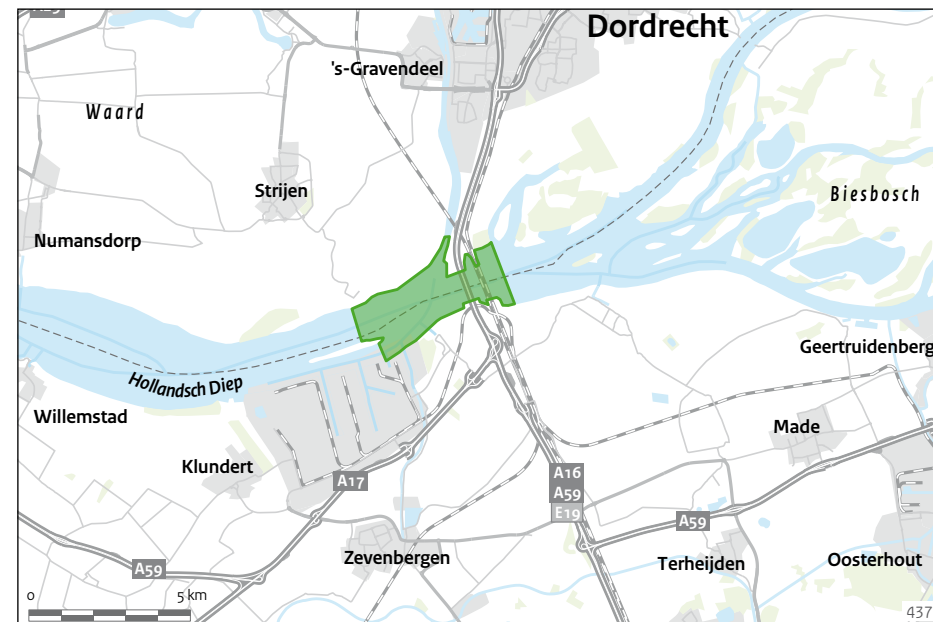 Dordrecht
's-Gravendeel
Waard
Strijen
Biesbosch
Numansdorp
Geertruidenberg
Hollandsch Diep
Willemstad
Made
Klundert
A17
A16
A59
E19
A59
Zevenbergen
Terheijden
Oosterhout
A59
0
5 km
437